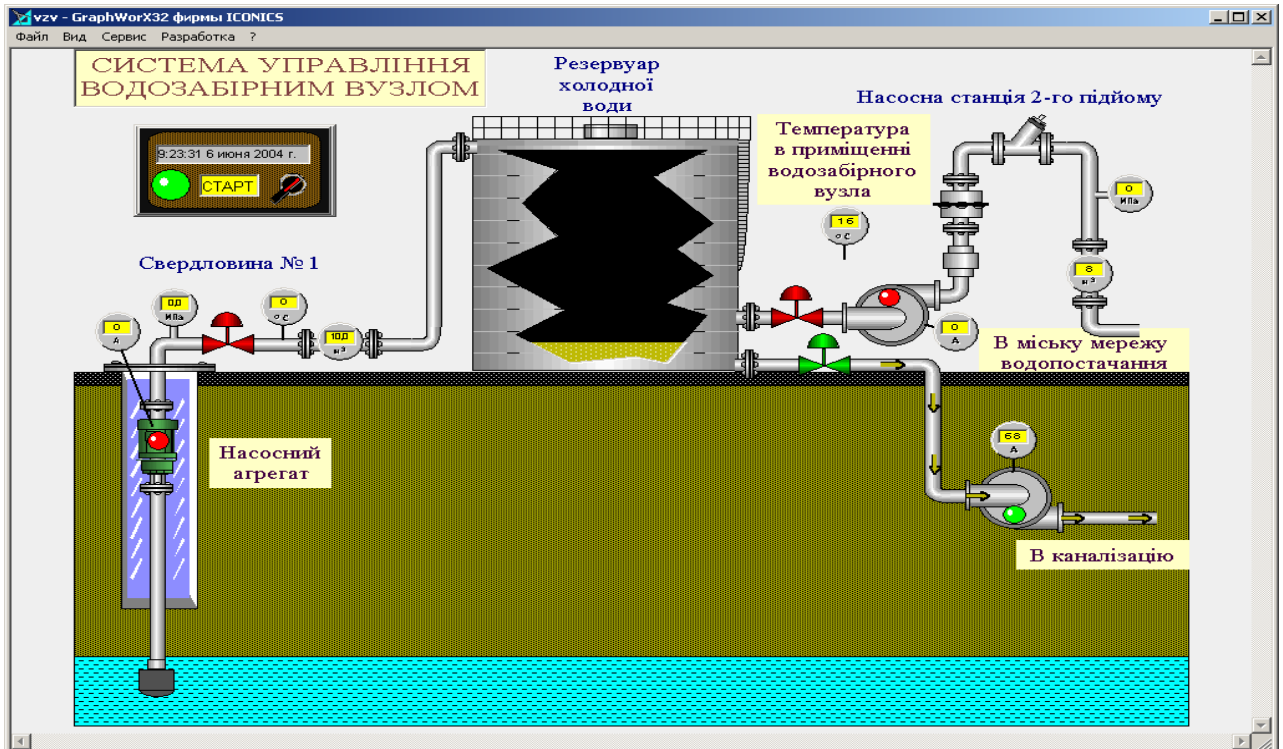 vzv - GraphWorX32 фирмы ICONICS
Файл Вид Сервис Разработка ?
СИСТЕМА УПРАВЛІННЯ
ВОДОЗАБІРНИМ ВУЗЛОМ
Резервуар
холодної
води
Насосна станція 2-го підйому
Температура
в приміщенні
водозабірного
вузла
9:23:31 6 июня 2004 г.
СТАРТ
16
o C
0
МПа
Свердловина № 1
8
м3
0,0
МПа
0
o C
0
А
10,0
м3
0
А
В міську мережу
водопостачання
68
А
Насосний
агрегат
В каналізацію